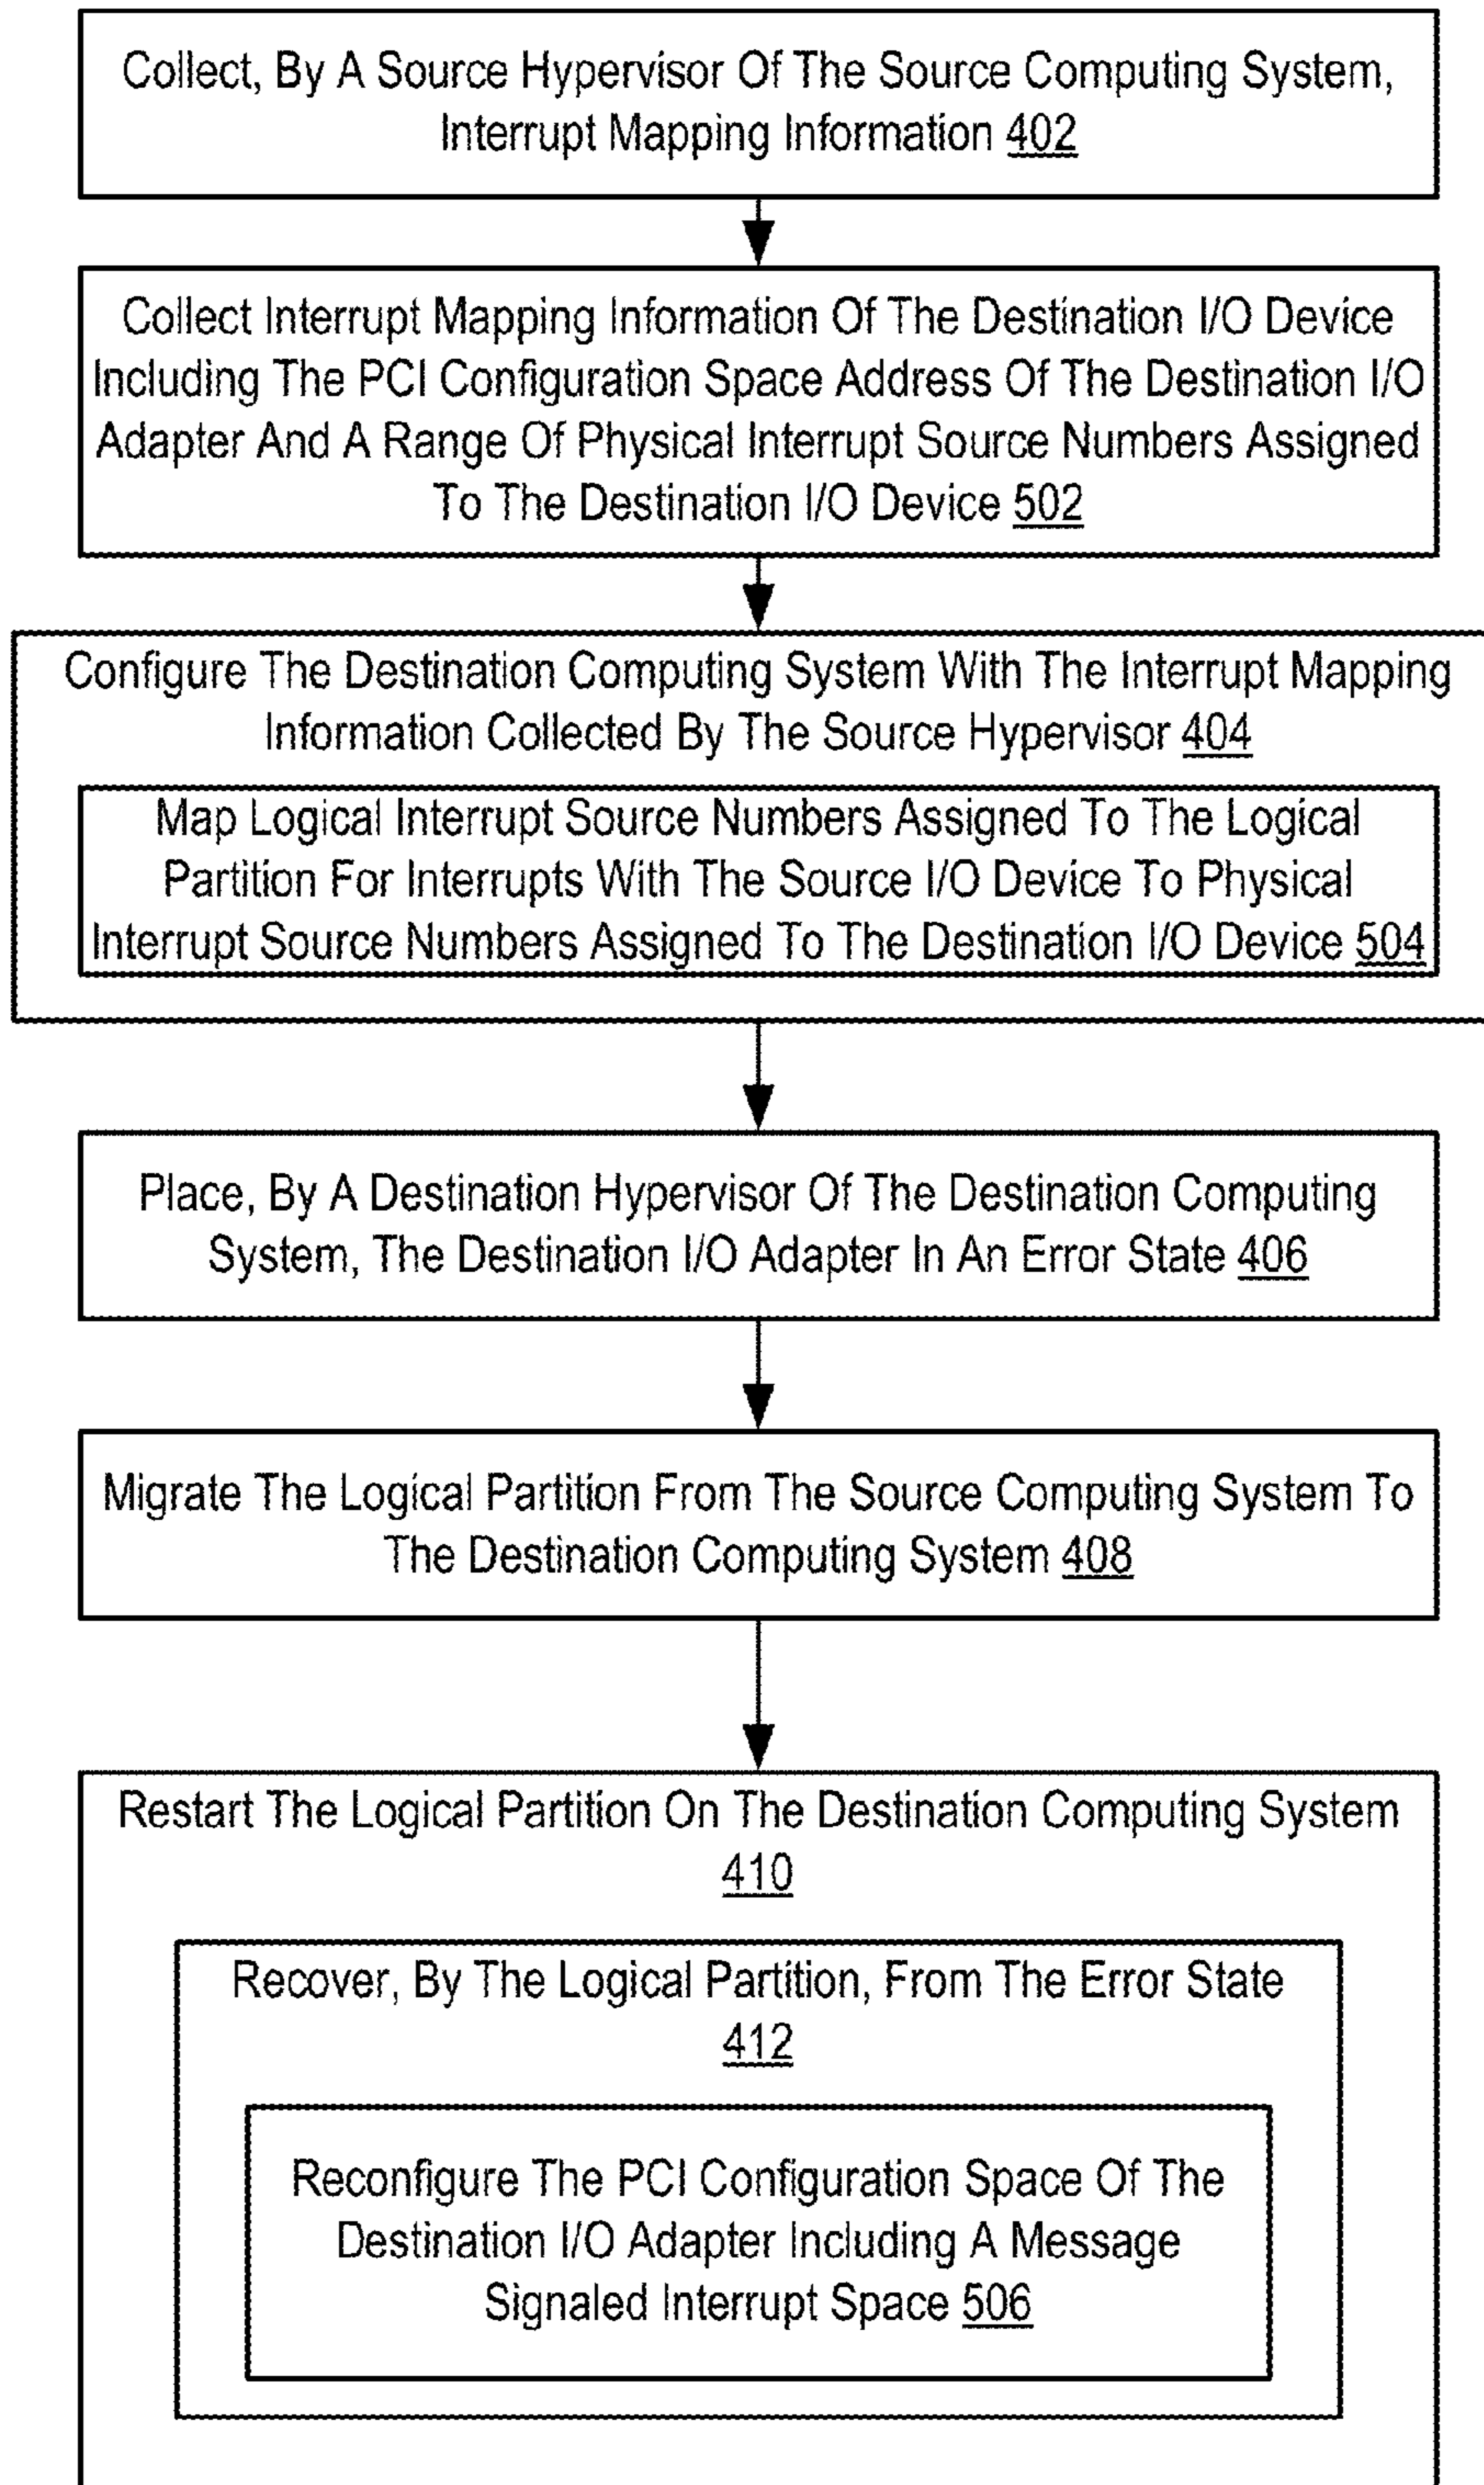 Collect, By A Source Hypervisor Of The Source Computing System,
Interrupt Mapping Information 402
Collect Interrupt Mapping Information Of The Destination I/O Device
Including The PCI Configuration Space Address Of The Destination I/O
Adapter And A Range Of Physical Interrupt Source Numbers Assigned
To The Destination I/O Device 502
Configure The Destination Computing System With The Interrupt Mapping
Information Collected By The Source Hypervisor 404
Map Logical Interrupt Source Numbers Assigned To The Logical
Partition For Interrupts With The Source I/O Device To Physical
Interrupt Source Numbers Assigned To The Destination I/O Device 504
Place, By A Destination Hypervisor Of The Destination Computing
System, The Destination I/O Adapter In An Error State 406
Migrate The Logical Partition From The Source Computing System To
The Destination Computing System 408
Restart The Logical Partition On The Destination Computing System
410
Recover, By The Logical Partition, From The Error State
412
Reconfigure The PCI Configuration Space Of The
Destination I/O Adapter Including A Message
Signaled Interrupt Space 506